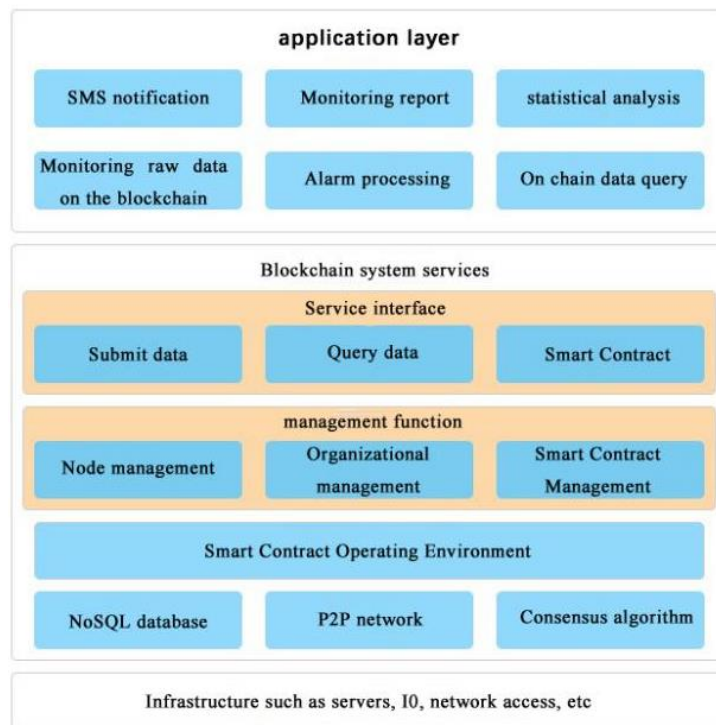 application layer
SMS notification
Monitoring report
statistical analysis
Monitoring raw data
on the blockchain
Alarm processing
On chain data query
Blockchain system services
Service interface
Submit data
Query data
Smart Contract
management function
Node management
Organizational
management
Smart Contract
Management
Smart Contract Operating Environment
NoSQL database
P2P network
Consensus algorithm
Infrastructure such as servers, I0, network access, etc